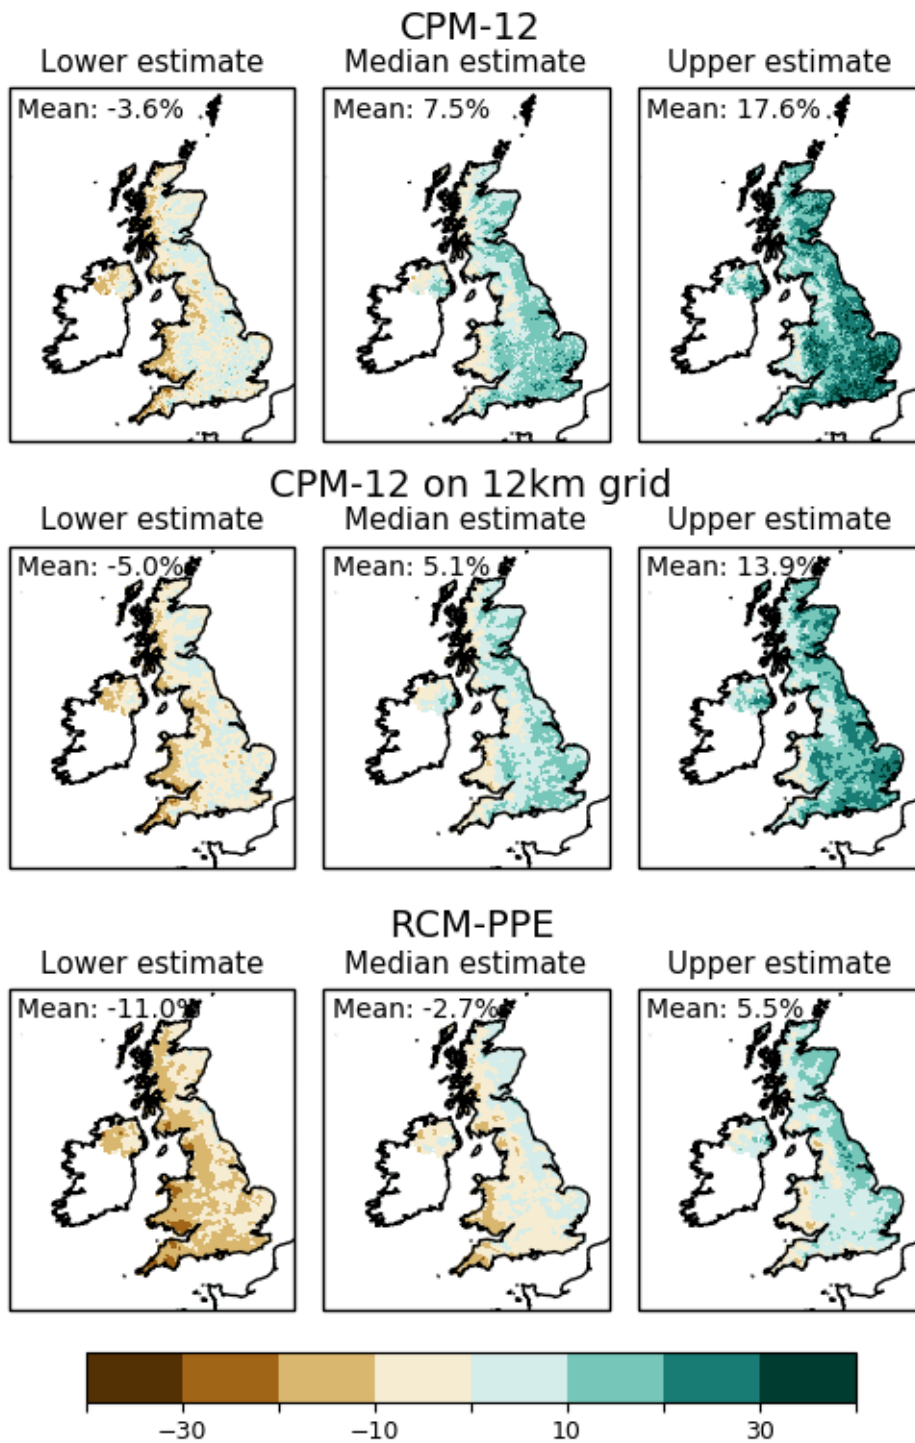 CPM-12
Lower estimate Median estimate Upper estimate
Mean: -3.6% Mean: 7.5% Mean: 17.6%
CPM-12 on 12km grid
Lower estimate Median estimate Upper estimate
Mean: -5.0% Mean: 5.1% Mean: 13.9%
RCM-PPE
Lower estimate Median estimate Upper estimate
Mean: -11.0% Mean: -2.7% Mean: 5.5%
−30 −10 10 30